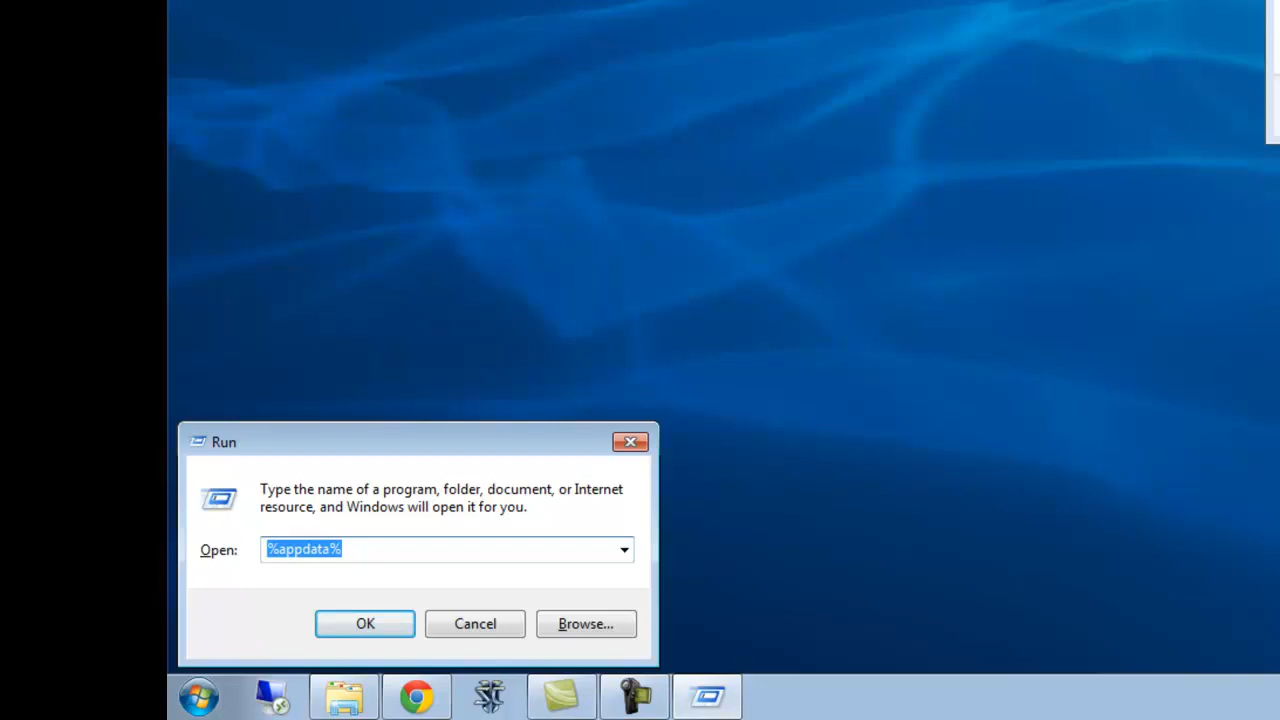 Run
Type the name of a program, folder, document, or Internet
resource, and Windows will open it for you.
Open: %appdata%
OK Cancel Browse...